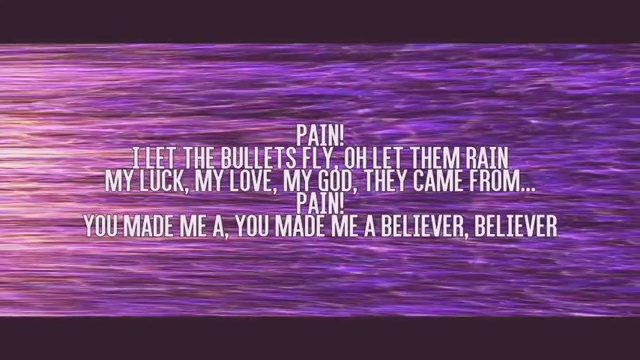 PAIN!
I LET THE BULLETS FLY, OH LET THEM RAIN
MY LUCK, MY LOVE, MY GOD, THEY CAME FROM...
PAIN!
YOU MADE ME A, YOU MADE ME A BELIEVER, BELIEVER